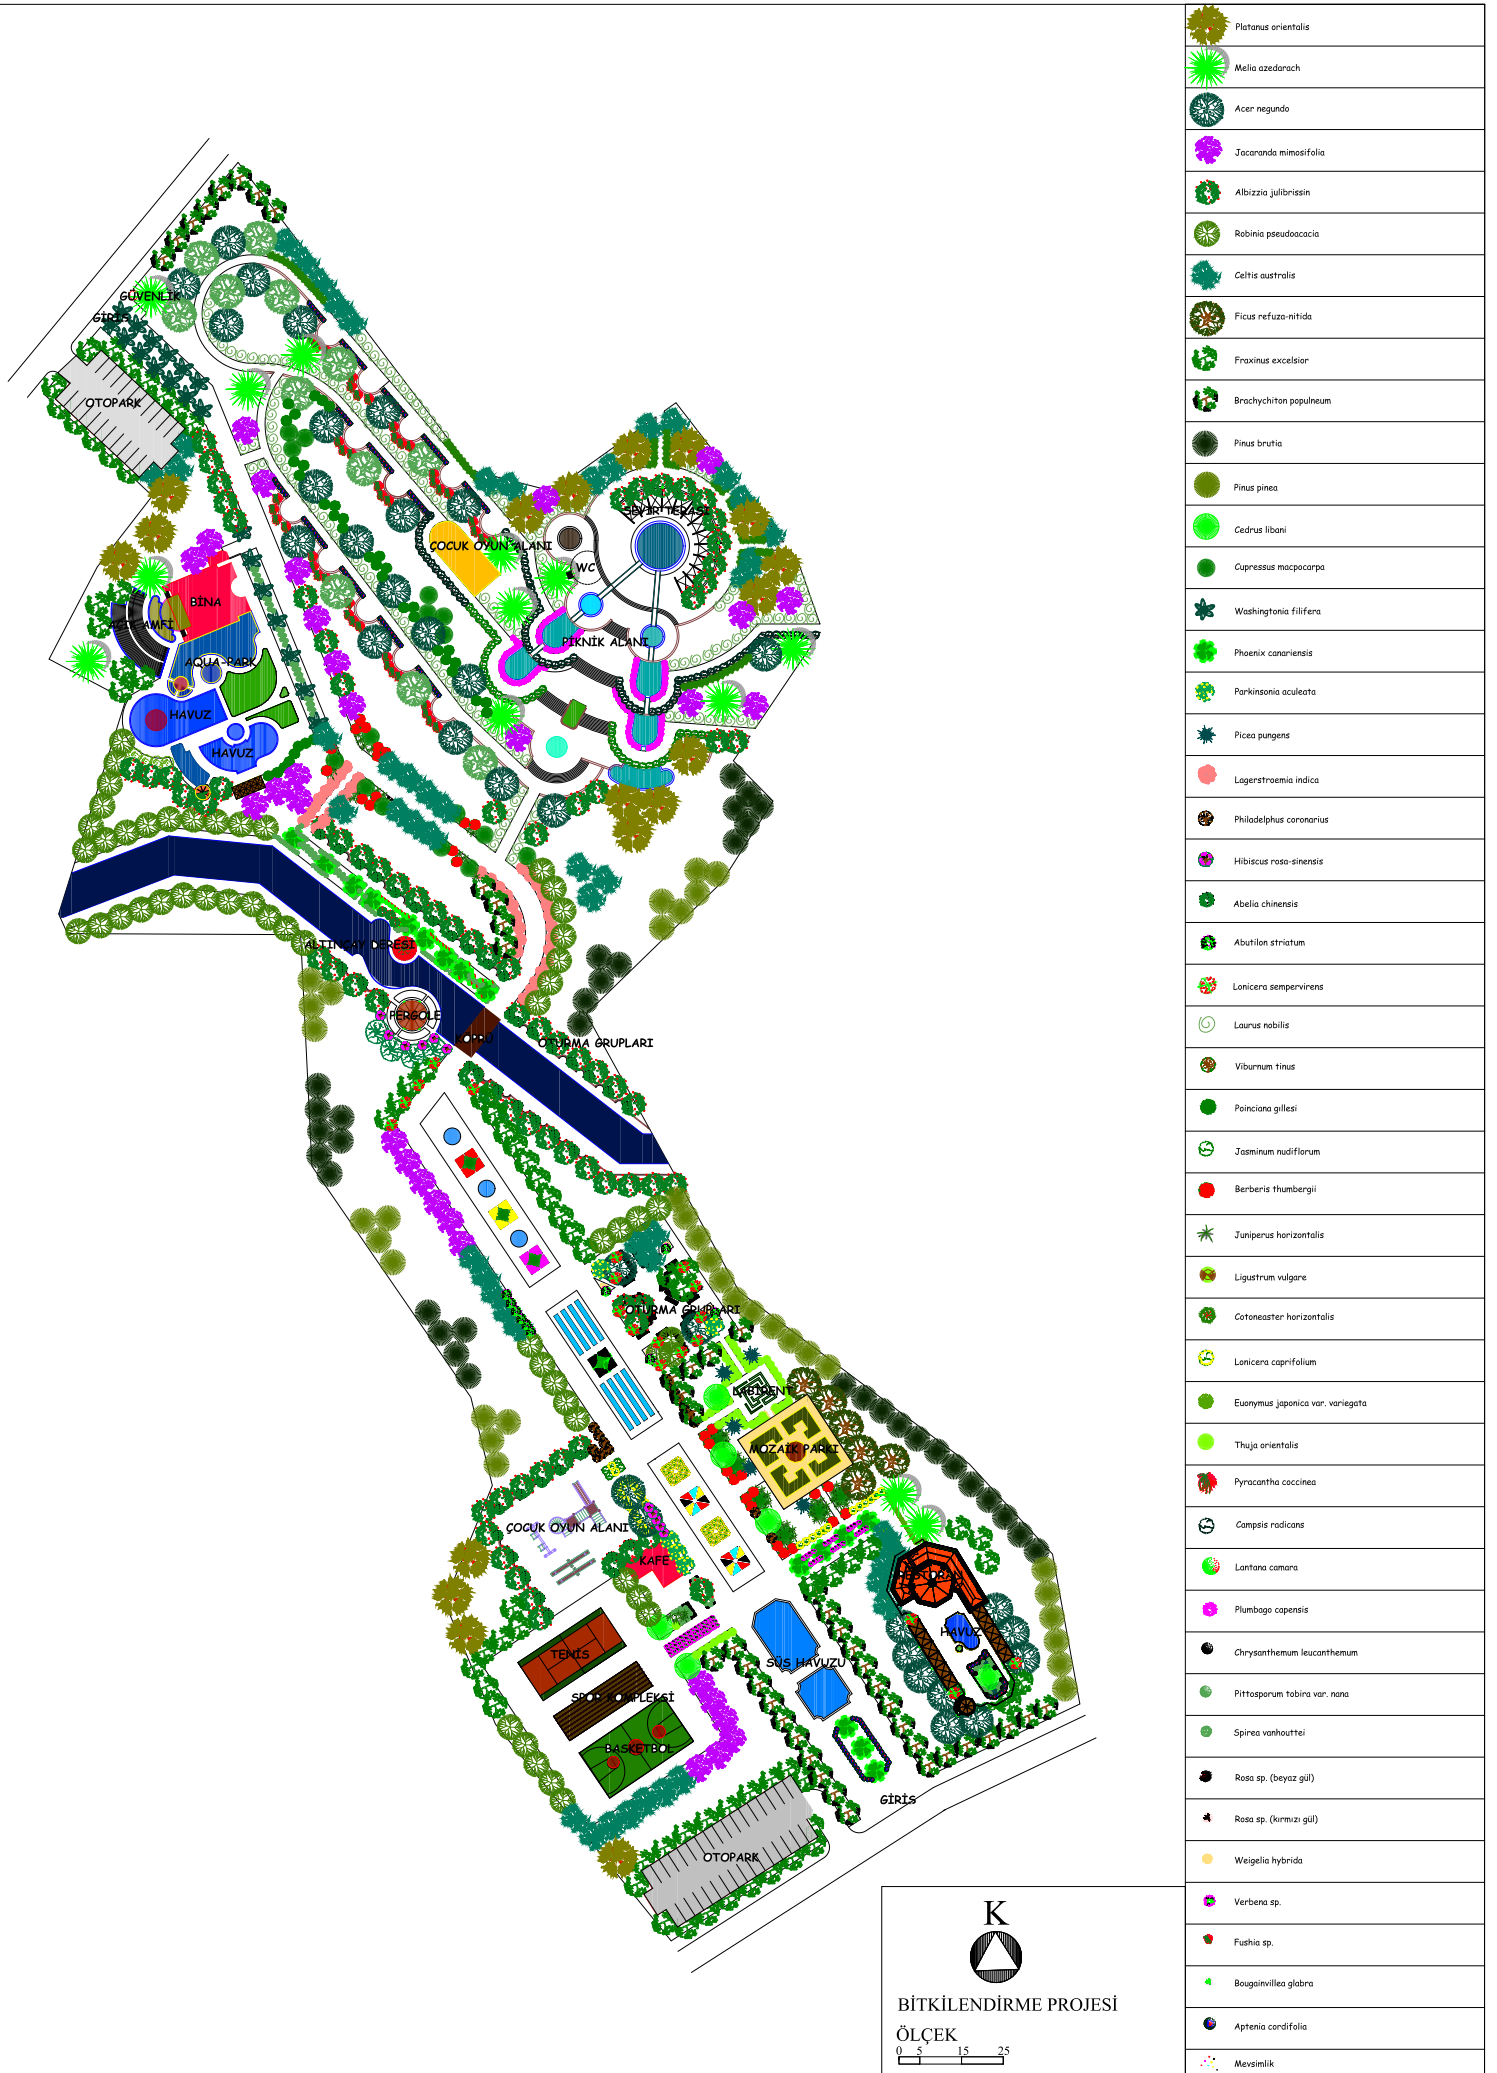 GÜVENLİK
GİRİS
OTOPARK
SEYİR TERASI
ÇOCUK OYUN ALANI
WC
BİNA
AÇIK AMFİ
PİKNİK ALANI
AQUA-PARK
HAVUZ
HAVUZ
ALTINÇAY DERESİ
PERGOLE
KÖPRÜ
OTURMA GRUPLARI
OTURMA GRUPLARI
LABİRENT
MOZAİK PARKI
ÇOCUK OYUN ALANI
KAFE
RESTORAN
HAVUZ
TENİS
SÜS HAVUZU
SPOR KOMPLEKSİ
BASKETBOL
GİRİS
OTOPARK
K
BİTKİLENDİRME PROJESİ
ÖLÇEK
0 5 15 25
Platanus orientalis
Melia azedarach
Acer negundo
Jacaranda mimosifolia
Albizzia julibrissin
Robinia pseudoacacia
Celtis australis
Ficus refuza-nitida
Fraxinus excelsior
Brachychiton populneum
Pinus brutia
Pinus pinea
Cedrus libani
Cupressus macpocarpa
Washingtonia filifera
Phoenix canariensis
Parkinsonia aculeata
Picea pungens
Lagerstroemia indica
Philadelphus coronarius
Hibiscus rosa-sinensis
Abelia chinensis
Abutilon striatum
Lonicera sempervirens
Laurus nobilis
Viburnum tinus
Poinciana gillesi
Jasminum nudiflorum
Berberis thumbergii
Juniperus horizontalis
Ligustrum vulgare
Cotoneaster horizontalis
Lonicera caprifolium
Euonymus japonica var. variegata
Thuja orientalis
Pyracantha coccinea
Campsis radicans
Lantana camara
Plumbago capensis
Chrysanthemum leucanthemum
Pittosporum tobira var. nana
Spirea vanhouttei
Rosa sp. (beyaz gül)
Rosa sp. (kırmızı gül)
Weigelia hybrida
Verbena sp.
Fushia sp.
Bougainvillea glabra
Aptenia cordifolia
Mevsimlik